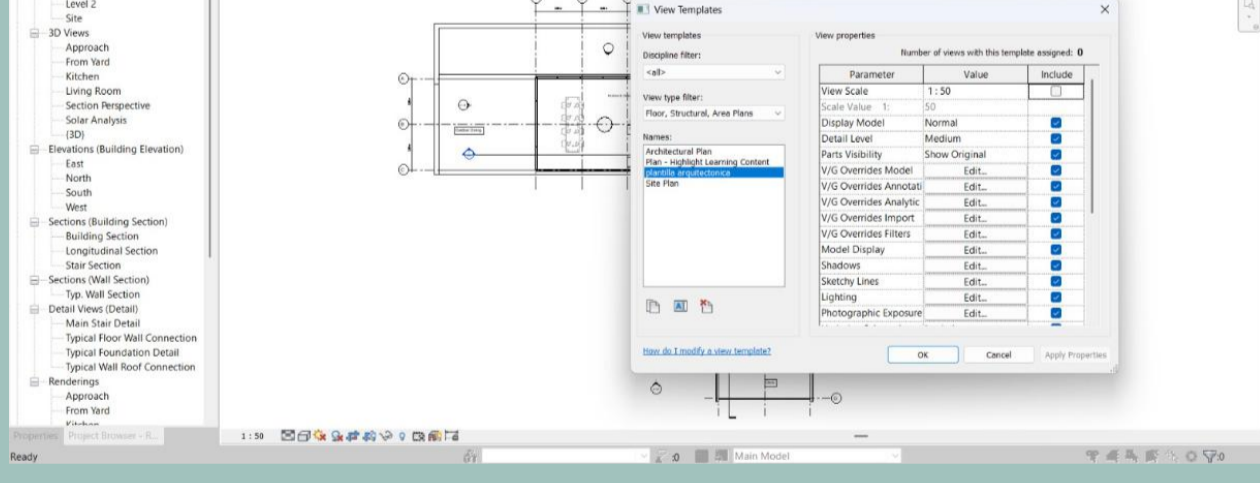 Level 2
Site
3D Views
Approach
From Yard
Kitchen
Living Room
Section Perspective
Solar Analysis
{3D}
Elevations (Building Elevation)
East
North
South
West
Sections (Building Section)
Building Section
Longitudinal Section
Stair Section
Sections (Wall Section)
Typ. Wall Section
Detail Views (Detail)
Main Stair Detail
Typical Floor Wall Connection
Typical Foundation Detail
Typical Wall Roof Connection
Renderings
Approach
From Yard
Kitchen
Properties Project Browser - R...
Ready
1 : 50
:0
Main Model
:0
View Templates
View templates
Discipline filter:
<all>
View type filter:
Floor, Structural, Area Plans
Names:
Architectural Plan
Plan - Highlight Learning Content
plantilla arquitectonica
Site Plan
How do I modify a view template?
View properties
Number of views with this template assigned: 0
Parameter Value Include
View Scale 1 : 50
Scale Value 1: 50
Display Model Normal
Detail Level Medium
Parts Visibility Show Original
V/G Overrides Model Edit...
V/G Overrides Annotati Edit...
V/G Overrides Analytic Edit...
V/G Overrides Import Edit...
V/G Overrides Filters Edit...
Model Display Edit...
Shadows Edit...
Sketchy Lines Edit...
Lighting Edit...
Photographic Exposure Edit...
OK Cancel Apply Properties